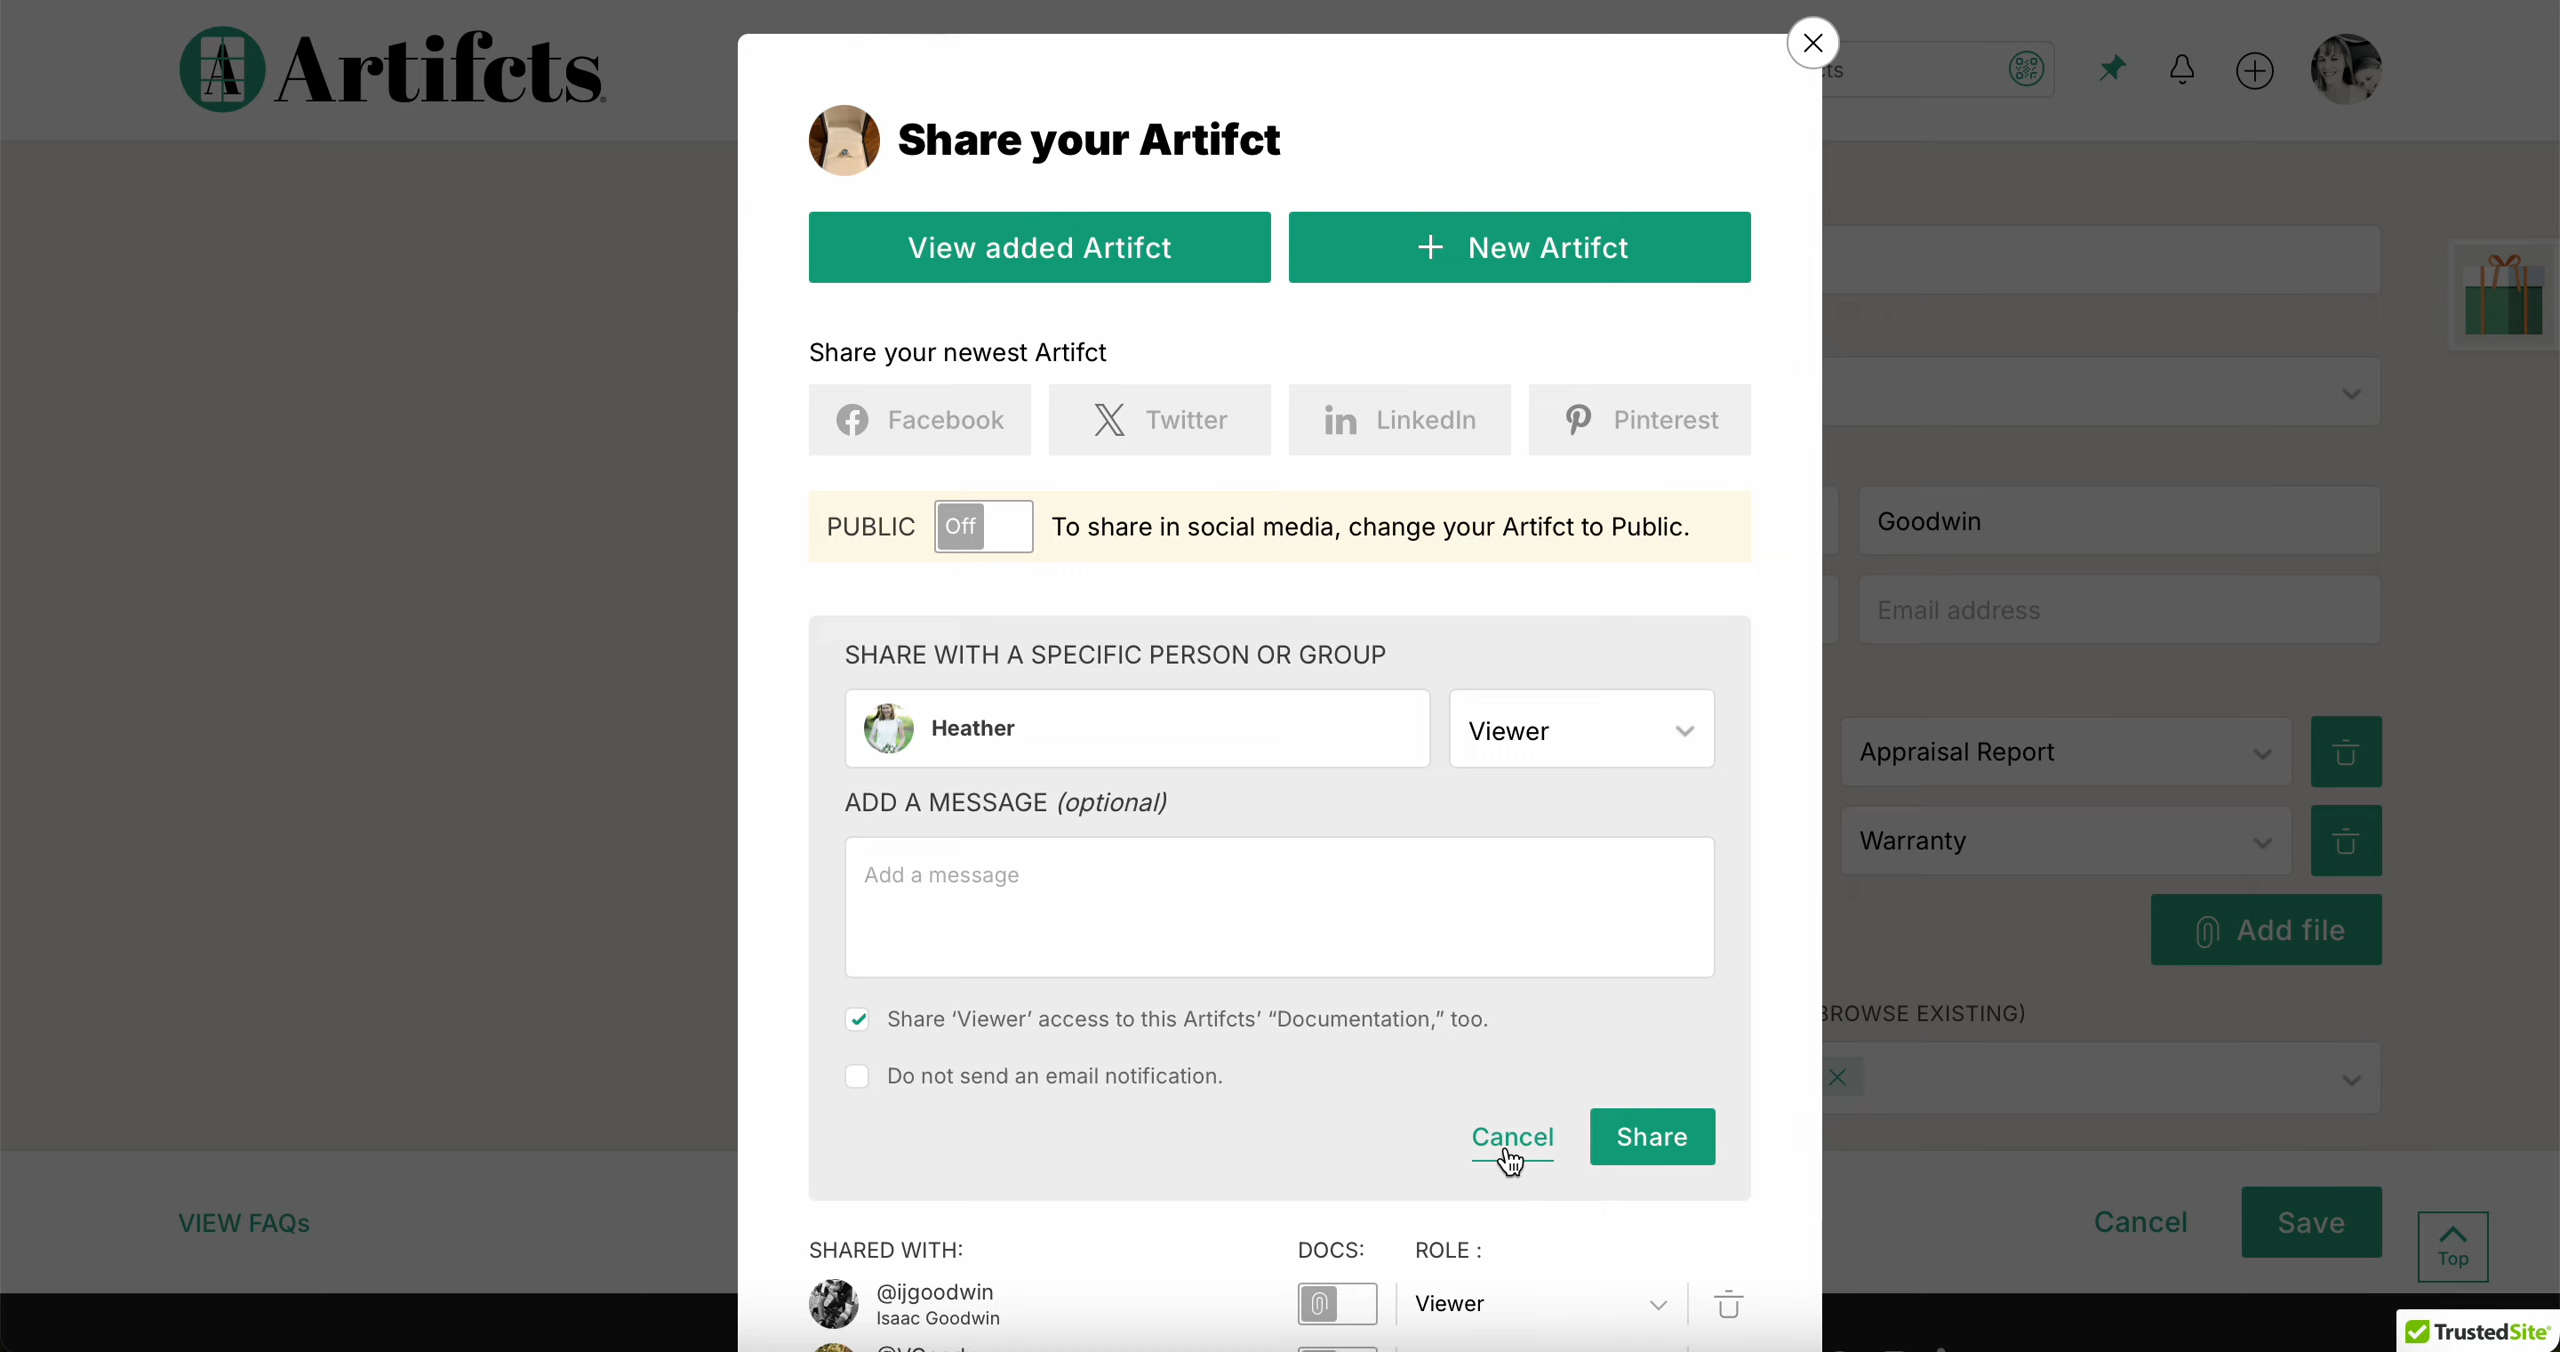 Artifcts
Share your Artifct
View added Artifct
+ New Artifct
Share your newest Artifct
Facebook
Twitter
LinkedIn
Pinterest
PUBLIC Off To share in social media, change your Artifct to Public.
SHARE WITH A SPECIFIC PERSON OR GROUP
Heather
Viewer
ADD A MESSAGE (optional)
Add a message
Share ‘Viewer’ access to this Artifcts’ “Documentation,” too.
Do not send an email notification.
Cancel
Share
SHARED WITH:
DOCS:
ROLE :
@ijgoodwin
Isaac Goodwin
Viewer
Goodwin
Email address
Appraisal Report
Warranty
Add file
BROWSE EXISTING)
VIEW FAQs
Cancel
Save
Top
TrustedSite